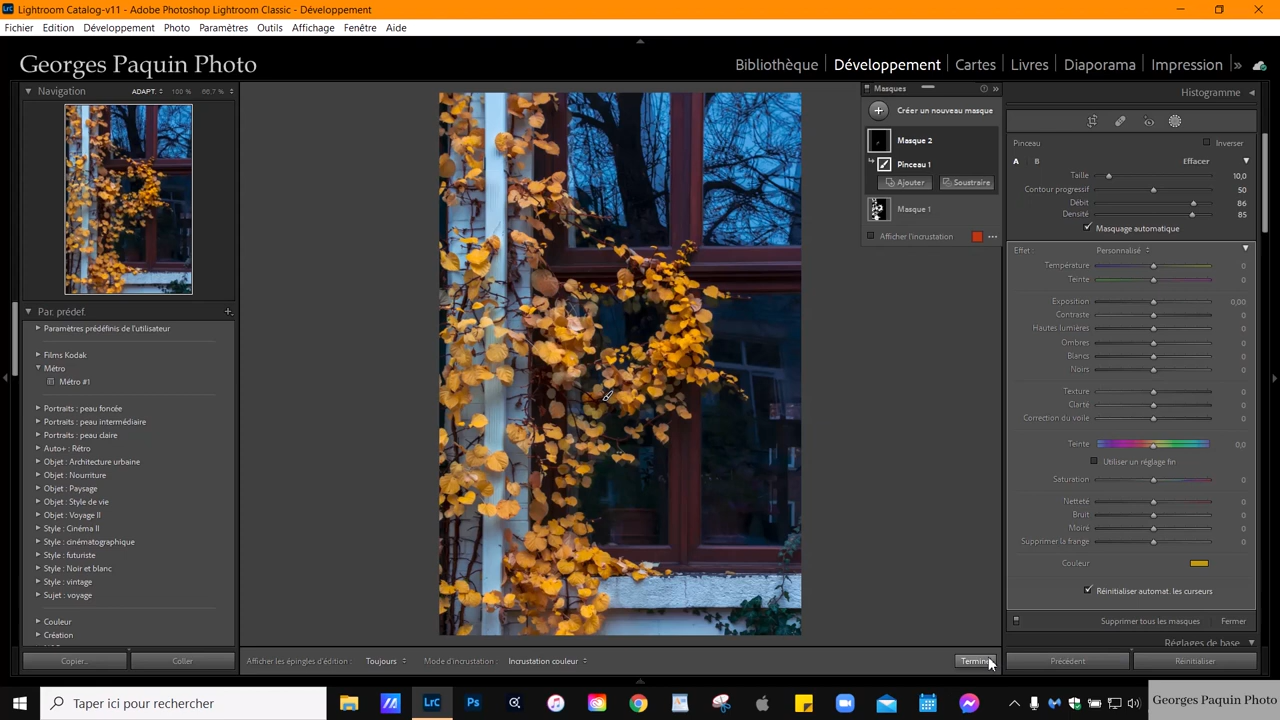 Lightroom Catalog-v11 - Adobe Photoshop Lightroom Classic - Développement
Fichier Edition Développement Photo Paramètres Outils Affichage Fenêtre Aide
Georges Paquin Photo
Bibliothèque Développement Cartes Livres Diaporama Impression »
Navigation ADAPT. 100 % 66,7 %
Par. prédéf. +
Paramètres prédéfinis de l'utilisateur
Films Kodak
Métro
Métro #1
Portraits : peau foncée
Portraits : peau intermédiaire
Portraits : peau claire
Auto+ : Rétro
Objet : Architecture urbaine
Objet : Nourriture
Objet : Paysage
Objet : Style de vie
Objet : Voyage II
Style : Cinéma II
Style : cinématographique
Style : futuriste
Style : Noir et blanc
Style : vintage
Sujet : voyage
Couleur
Création
Copier... Coller
Masques
Créer un nouveau masque
Masque 2
Pinceau 1
Ajouter Soustraire
Masque 1
Afficher l'incrustation
Afficher les épingles d'édition : Toujours Mode d'incrustation : Incrustation couleur
Histogramme
Pinceau Inverser
A B Effacer
Taille 10,0
Contour progressif 50
Débit 86
Densité 85
Masquage automatique
Effet : Personnalisé
Température 0
Teinte 0
Exposition 0,00
Contraste 0
Hautes lumières 0
Ombres 0
Blancs 0
Noirs 0
Texture 0
Clarté 0
Correction du voile 0
Teinte 0,0
Utiliser un réglage fin
Saturation 0
Netteté 0
Bruit 0
Moiré 0
Supprimer la frange 0
Couleur
Réinitialiser automat. les curseurs
Supprimer tous les masques Fermer
Réglages de base
Précédent Réinitialiser
Taper ici pour rechercher
Georges Paquin Photo